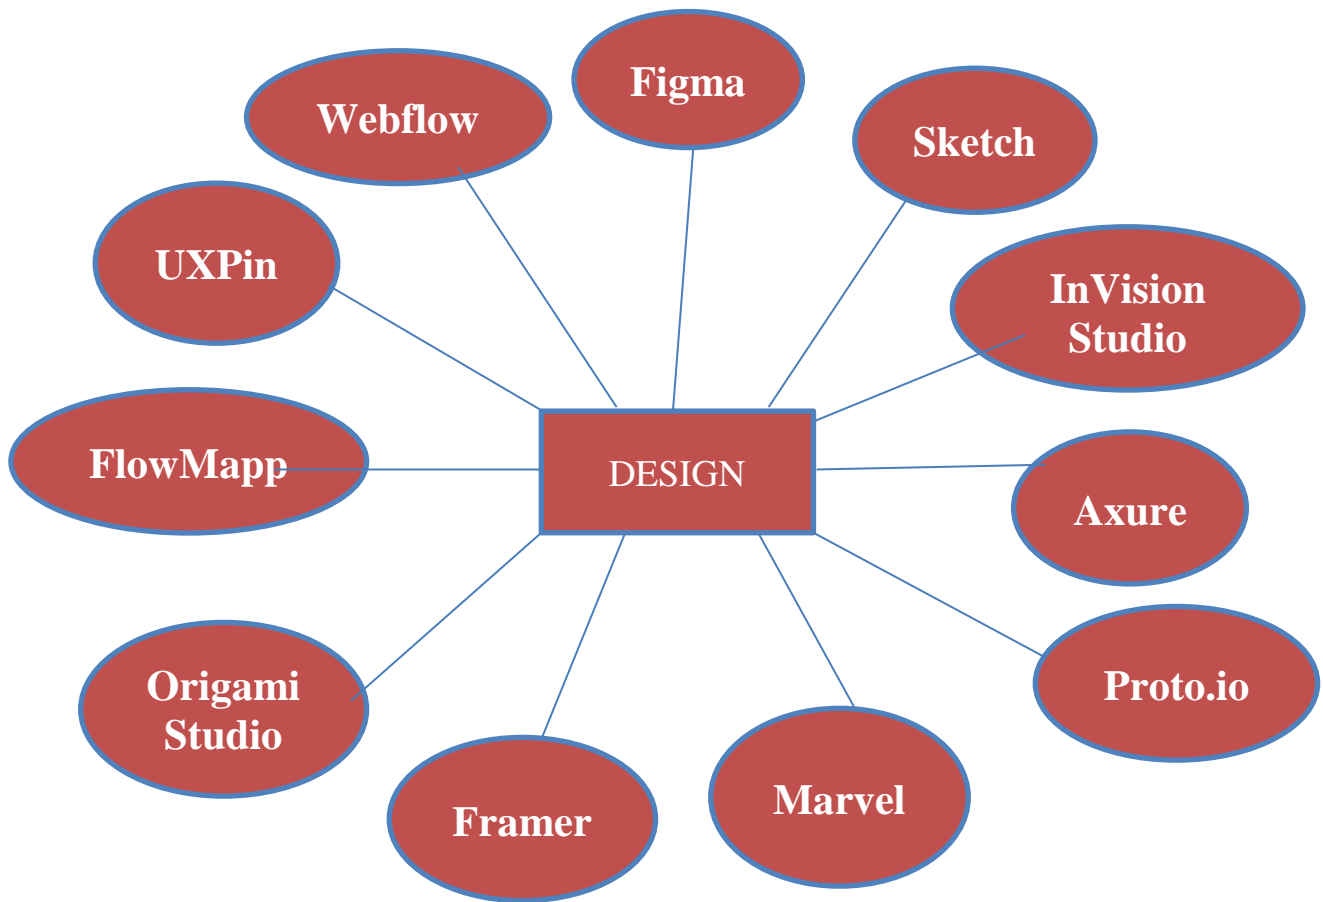 Figma
Webflow
Sketch
UXPin
InVision
Studio
FlowMapp
DESIGN
Axure
Origami
Studio
Proto.io
Marvel
Framer